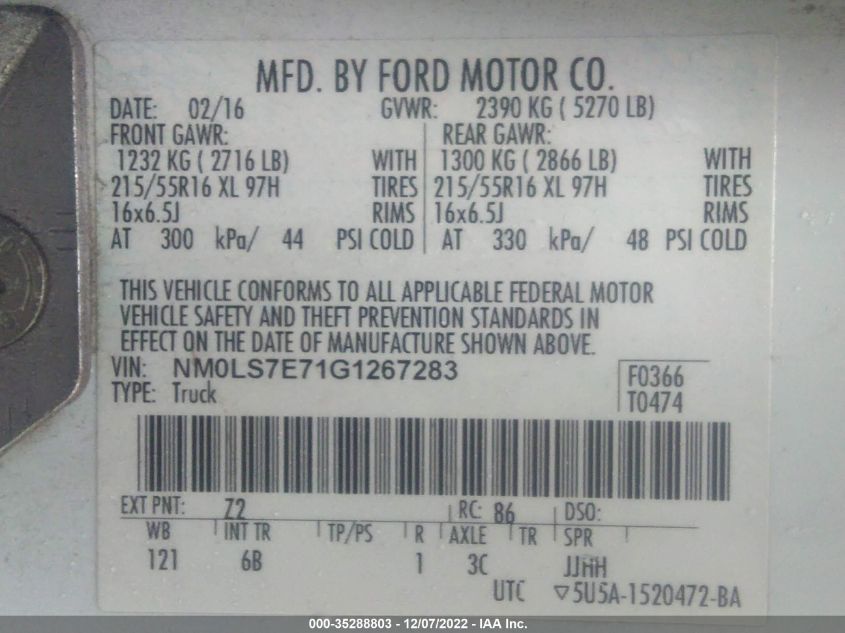 MFD. BY FORD MOTOR CO.
DATE: 02/16 GVWR: 2390 KG ( 5270 LB)
FRONT GAWR: REAR GAWR:
1232 KG ( 2716 LB) WITH 1300 KG ( 2866 LB) WITH
215/55R16 XL 97H TIRES 215/55R16 XL 97H TIRES
16x6.5J RIMS 16x6.5J RIMS
AT 300 kPa/ 44 PSI COLD AT 330 kPa/ 48 PSI COLD
THIS VEHICLE CONFORMS TO ALL APPLICABLE FEDERAL MOTOR
VEHICLE SAFETY AND THEFT PREVENTION STANDARDS IN
EFFECT ON THE DATE OF MANUFACTURE SHOWN ABOVE.
VIN: NM0LS7E71G1267283
F0366
TYPE: Truck
T0474
EXT PNT: Z2 RC: 86 DSO:
WB INT TR TP/PS R AXLE TR SPR
121 6B 1 3C JJHH
UTC ▽5U5A-1520472-BA
000-35288803 - 12/07/2022 - IAA Inc.